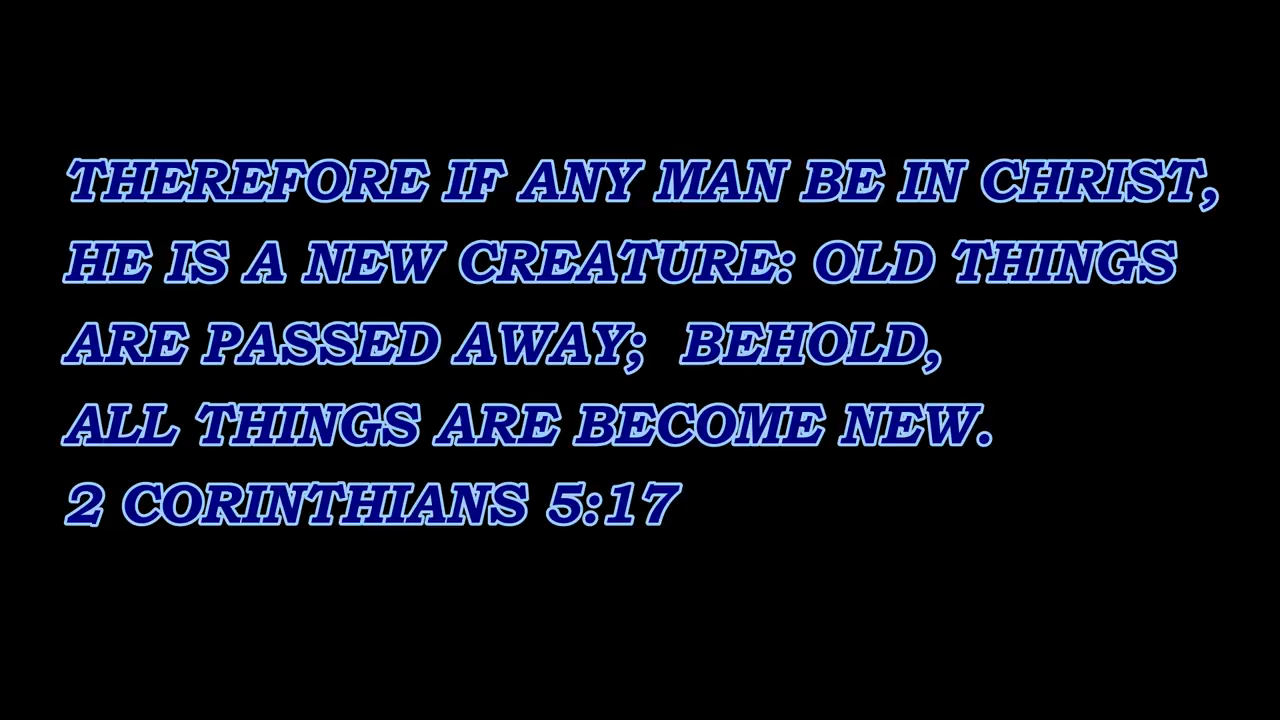 THEREFORE IF ANY MAN BE IN CHRIST,
HE IS A NEW CREATURE: OLD THINGS
ARE PASSED AWAY;  BEHOLD,
ALL THINGS ARE BECOME NEW.
2 CORINTHIANS 5:17